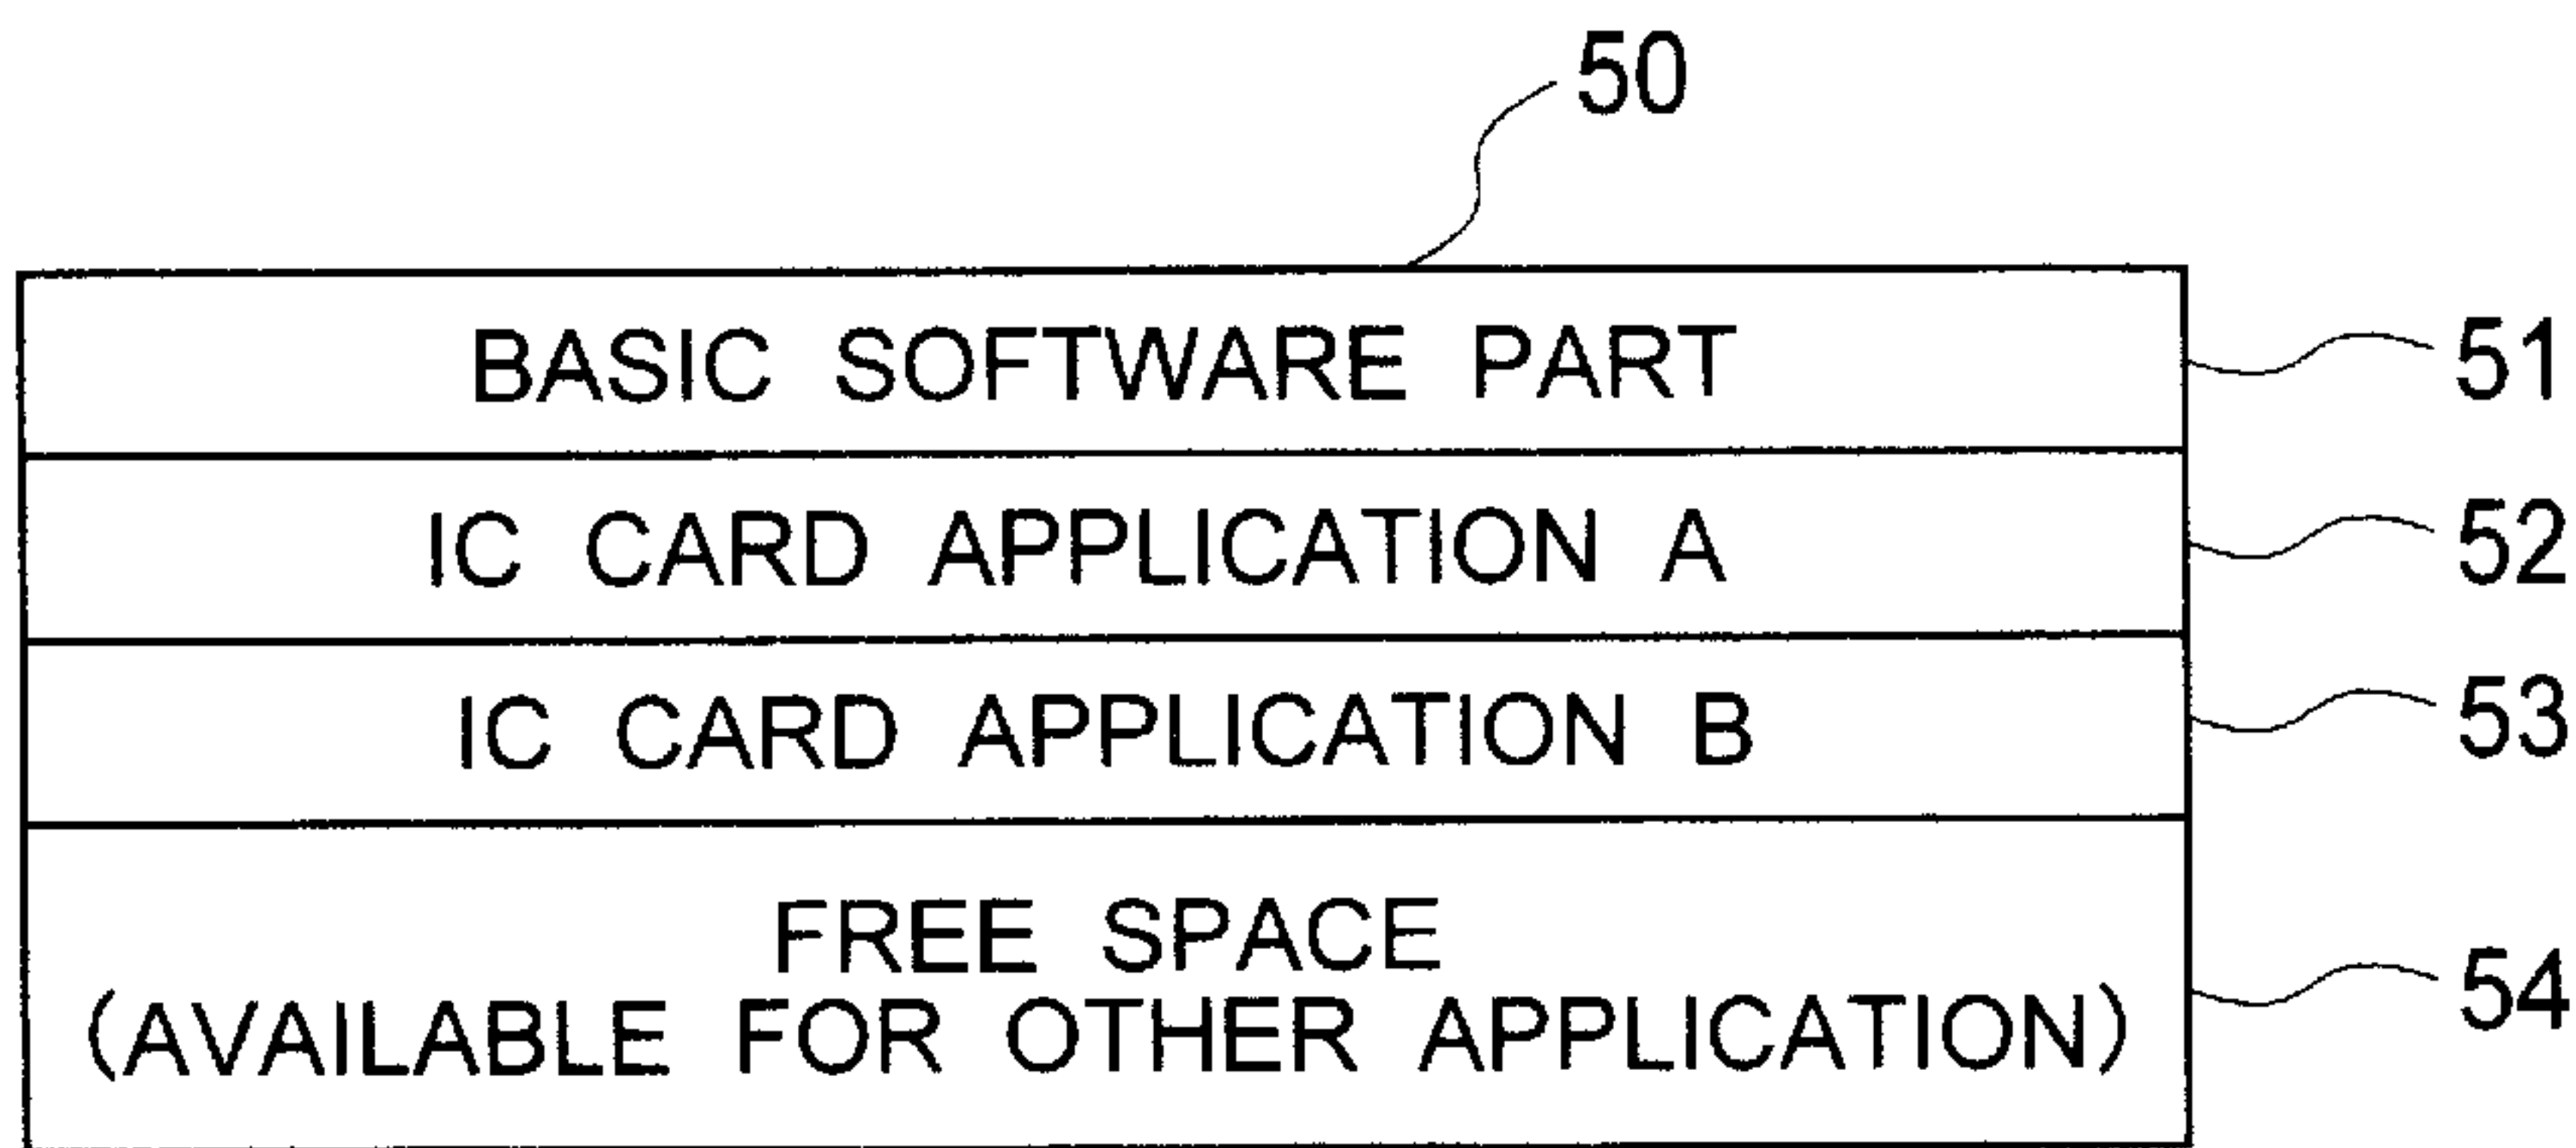 50
BASIC SOFTWARE PART 51
IC CARD APPLICATION A 52
IC CARD APPLICATION B 53
FREE SPACE
(AVAILABLE FOR OTHER APPLICATION) 54